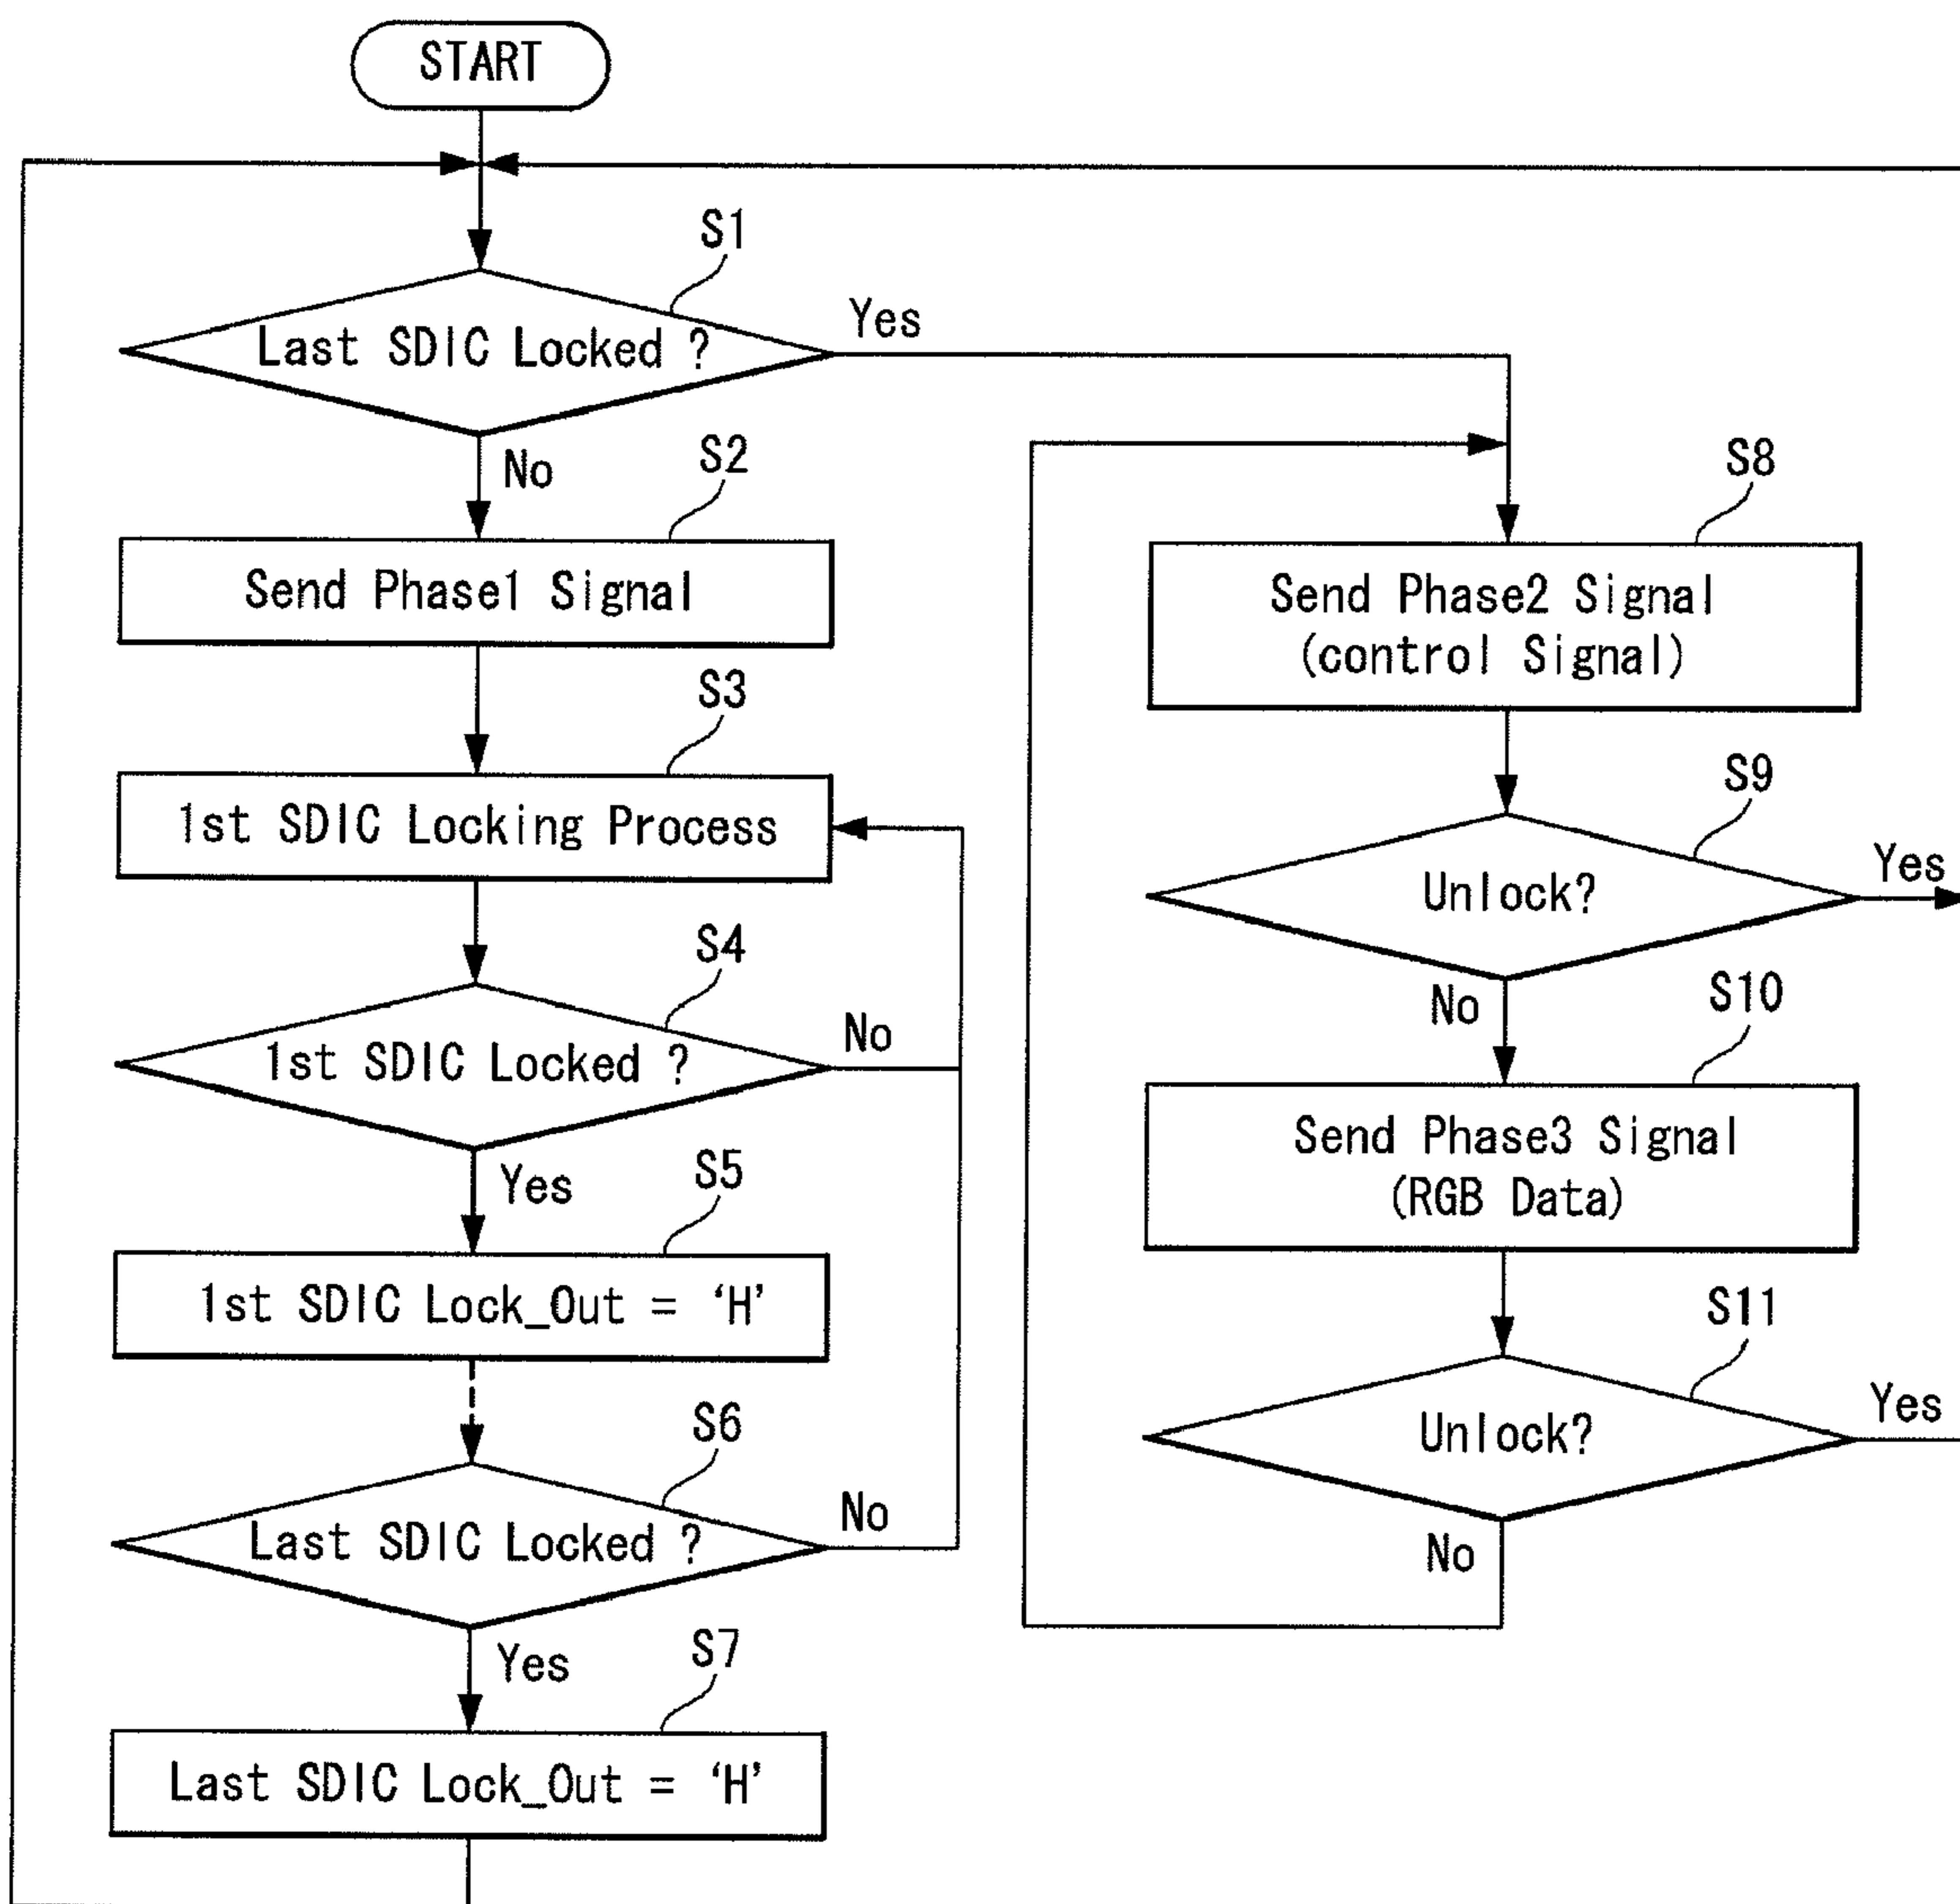 START
S1
Last SDIC Locked ?
Yes
No
S2
Send Phase1 Signal
S3
1st SDIC Locking Process
S4
1st SDIC Locked ?
No
Yes
S5
1st SDIC Lock_Out = ‘H’
S6
Last SDIC Locked ?
No
Yes
S7
Last SDIC Lock_Out = ‘H’
S8
Send Phase2 Signal
(control Signal)
S9
Unlock?
Yes
No
S10
Send Phase3 Signal
(RGB Data)
S11
Unlock?
Yes
No